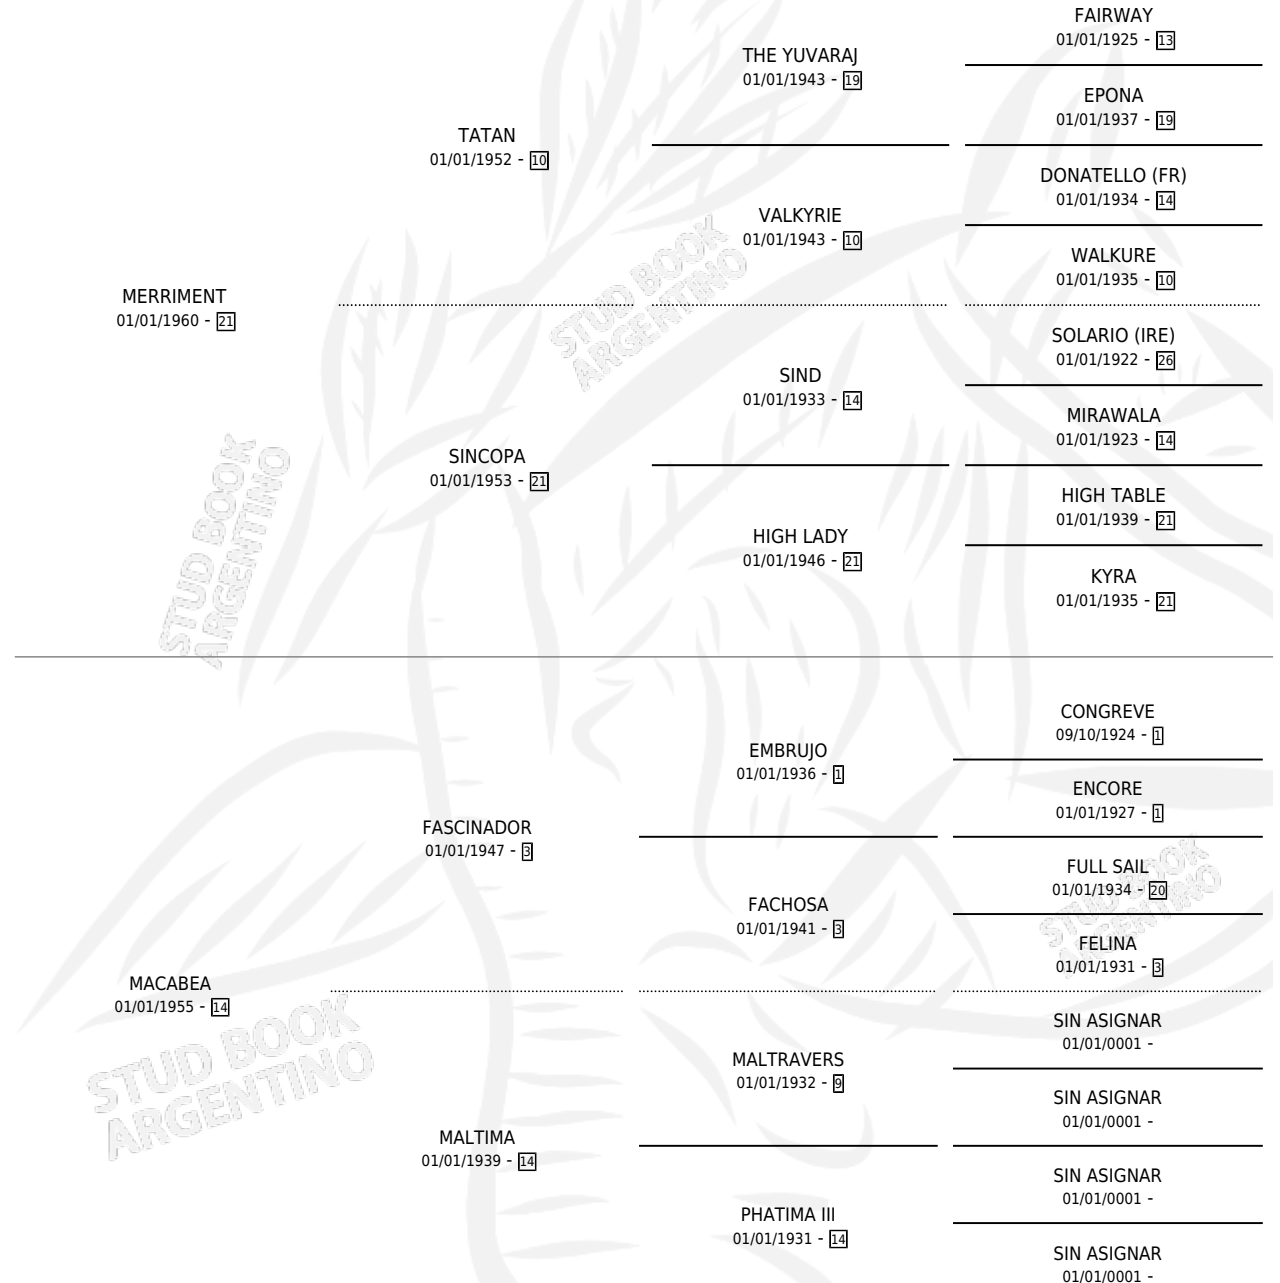 FAIRWAY
01/01/1925 - 13
THE YUVARAJ
01/01/1943 - 19
EPONA
01/01/1937 - 19
TATAN
01/01/1952 - 10
DONATELLO (FR)
01/01/1934 - 14
VALKYRIE
01/01/1943 - 10
WALKURE
01/01/1935 - 10
MERRIMENT
01/01/1960 - 21
STUD BOOK
ARGENTINO
SOLARIO (IRE)
01/01/1922 - 26
SIND
01/01/1933 - 14
MIRAWALA
01/01/1923 - 14
SINCOPA
01/01/1953 - 21
HIGH TABLE
01/01/1939 - 21
HIGH LADY
01/01/1946 - 21
KYRA
01/01/1935 - 21
STUD BOOK
ARGENTINO
CONGREVE
09/10/1924 - 1
EMBRUJO
01/01/1936 - 1
ENCORE
01/01/1927 - 1
FASCINADOR
01/01/1947 - 3
FULL SAIL
01/01/1934 - 20
FACHOSA
01/01/1941 - 3
FELINA
01/01/1931 - 3
STUD BOOK
ARGENTINO
MACABEA
01/01/1955 - 14
SIN ASIGNAR
01/01/0001 -
MALTRAVERS
01/01/1932 - 9
SIN ASIGNAR
01/01/0001 -
STUD BOOK
ARGENTINO
MALTIMA
01/01/1939 - 14
SIN ASIGNAR
01/01/0001 -
PHATIMA III
01/01/1931 - 14
SIN ASIGNAR
01/01/0001 -